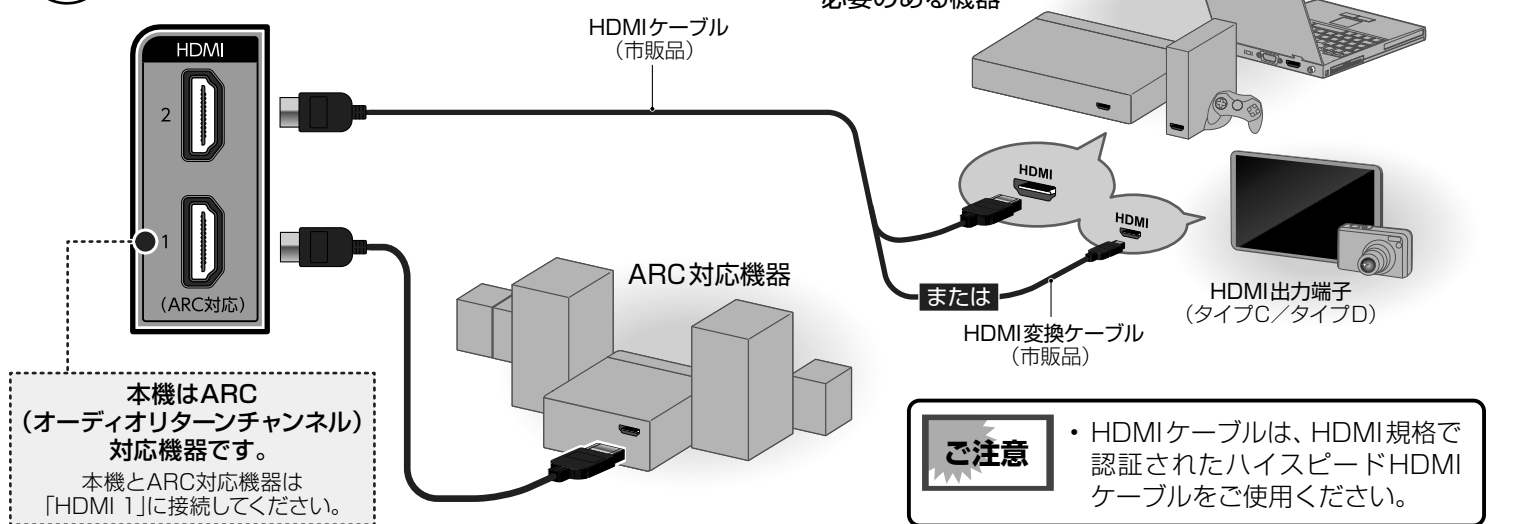 必要のある機器
HDMIケーブル
（市販品）
HDMI
2
1
（ARC対応）
HDMI
HDMI
ARC対応機器
または
HDMI変換ケーブル
（市販品）
HDMI出力端子
（タイプC／タイプD）
本機はARC
（オーディオリターンチャンネル）
対応機器です。
本機とARC対応機器は
「HDMI 1」に接続してください。
ご注意
・HDMIケーブルは、HDMI規格で
認証されたハイスピードHDMI
ケーブルをご使用ください。